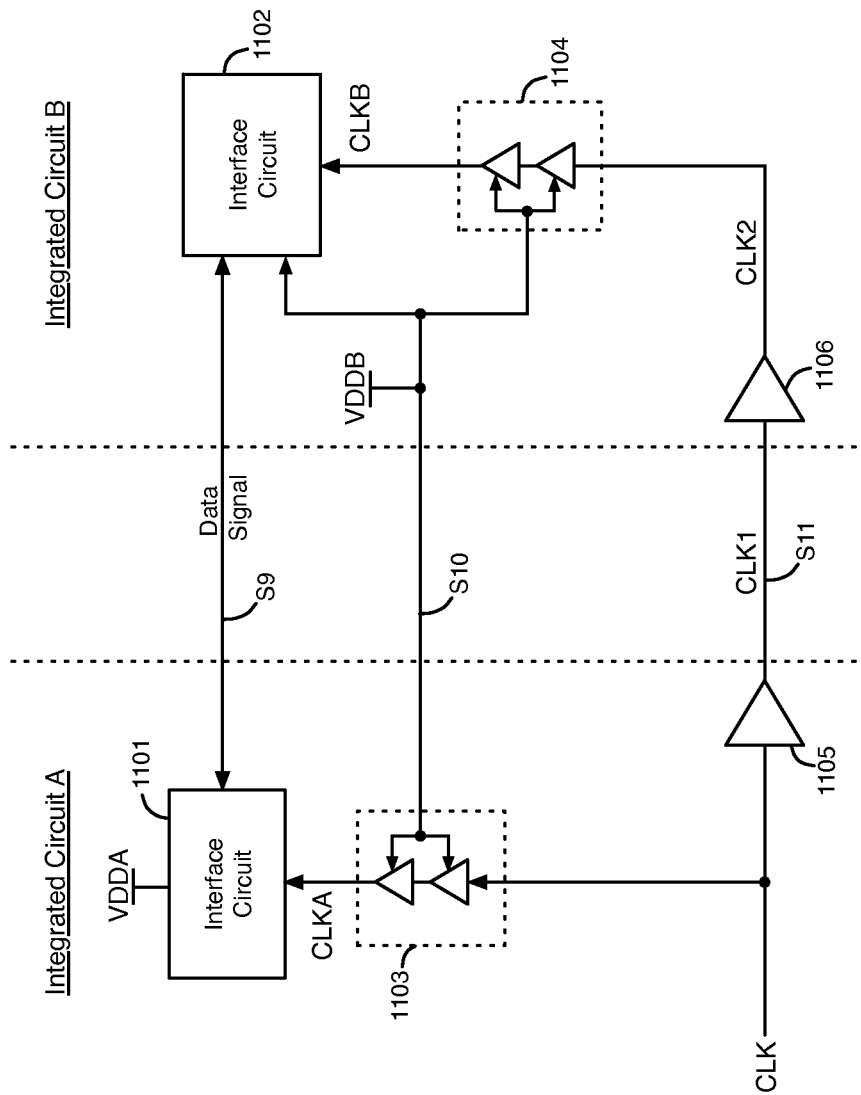 Integrated Circuit A
Integrated Circuit B
VDDA
1101
Interface
Circuit
Data
Signal
S9
Interface
Circuit
1102
CLKA
1103
S10
VDDB
CLKB
1104
CLK
1105
CLK1
S11
1106
CLK2